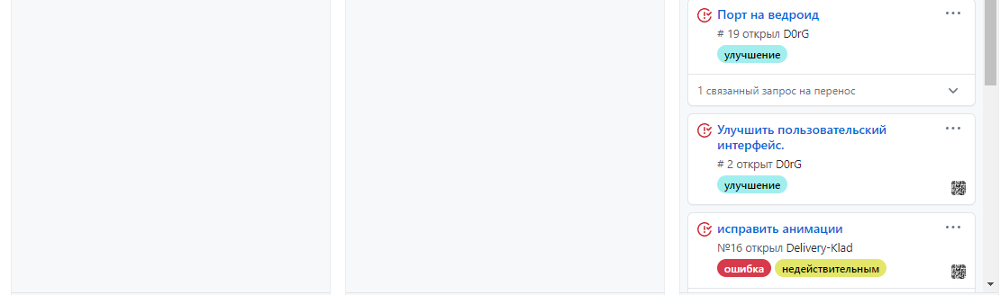 Порт на ведроид
# 19 открыл D0rG
улучшение
1 связанный запрос на перенос
Улучшить пользовательский
интерфейс.
# 2 открыт D0rG
улучшение
исправить анимации
№16 открыл Delivery-Klad
ошибка недействительным